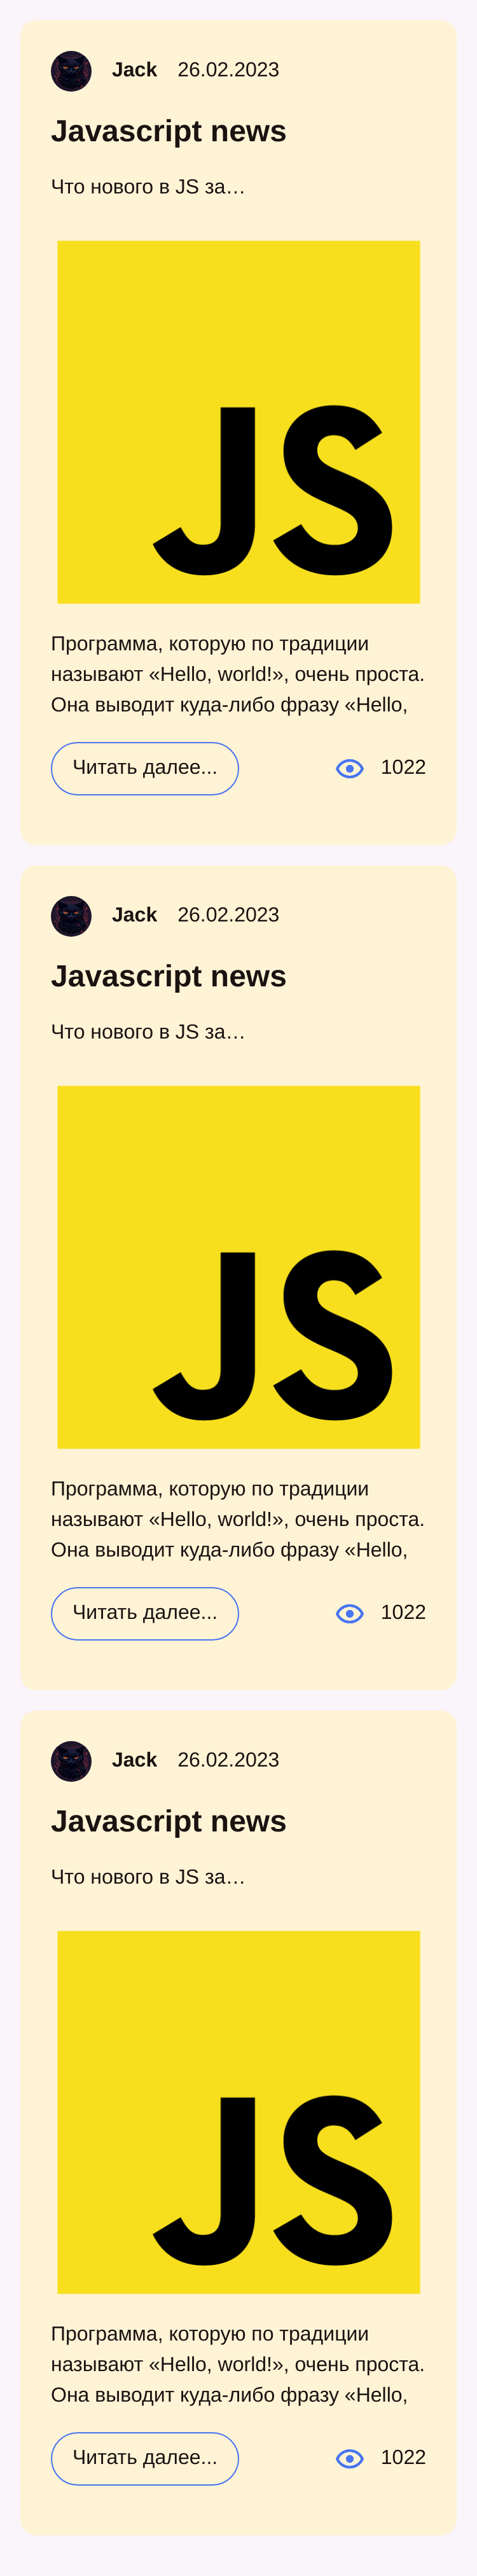 Jack 26.02.2023
Javascript news
Что нового в JS за…
JS
Программа, которую по традиции
называют «Hello, world!», очень проста.
Она выводит куда-либо фразу «Hello,
Читать далее... 1022
Jack 26.02.2023
Javascript news
Что нового в JS за…
JS
Программа, которую по традиции
называют «Hello, world!», очень проста.
Она выводит куда-либо фразу «Hello,
Читать далее... 1022
Jack 26.02.2023
Javascript news
Что нового в JS за…
JS
Программа, которую по традиции
называют «Hello, world!», очень проста.
Она выводит куда-либо фразу «Hello,
Читать далее... 1022